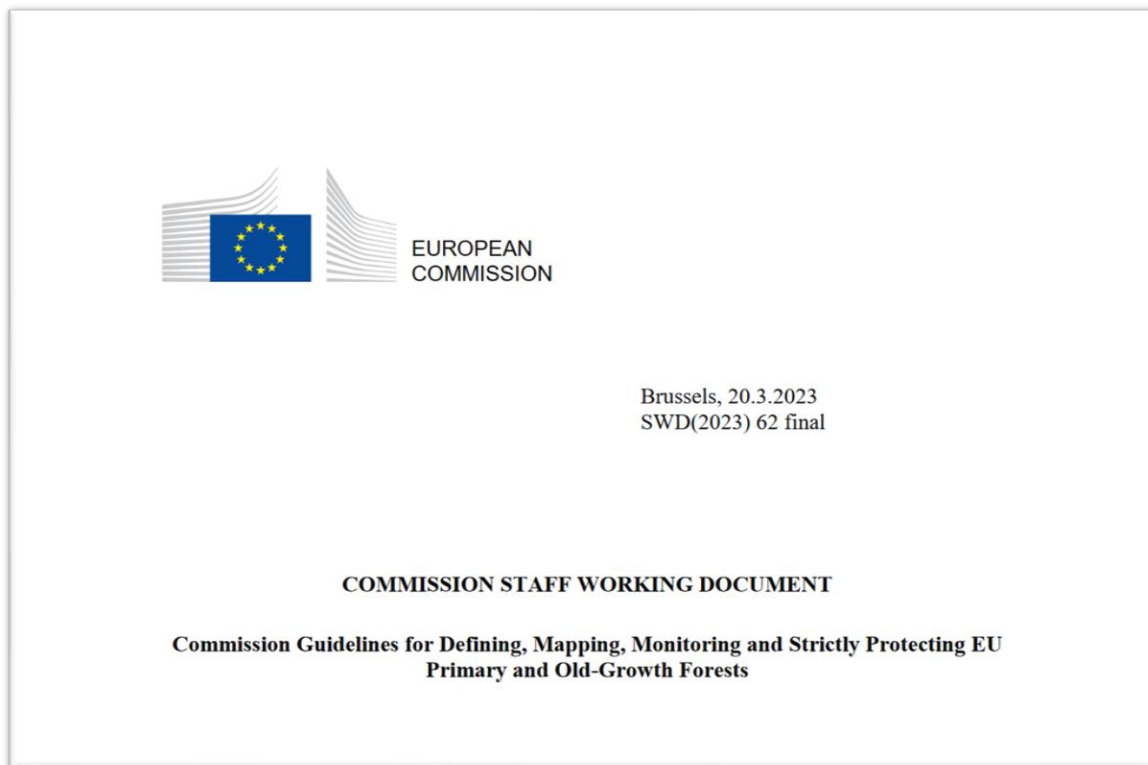 EUROPEAN
COMMISSION
Brussels, 20.3.2023
SWD(2023) 62 final
COMMISSION STAFF WORKING DOCUMENT
Commission Guidelines for Defining, Mapping, Monitoring and Strictly Protecting EU
Primary and Old-Growth Forests